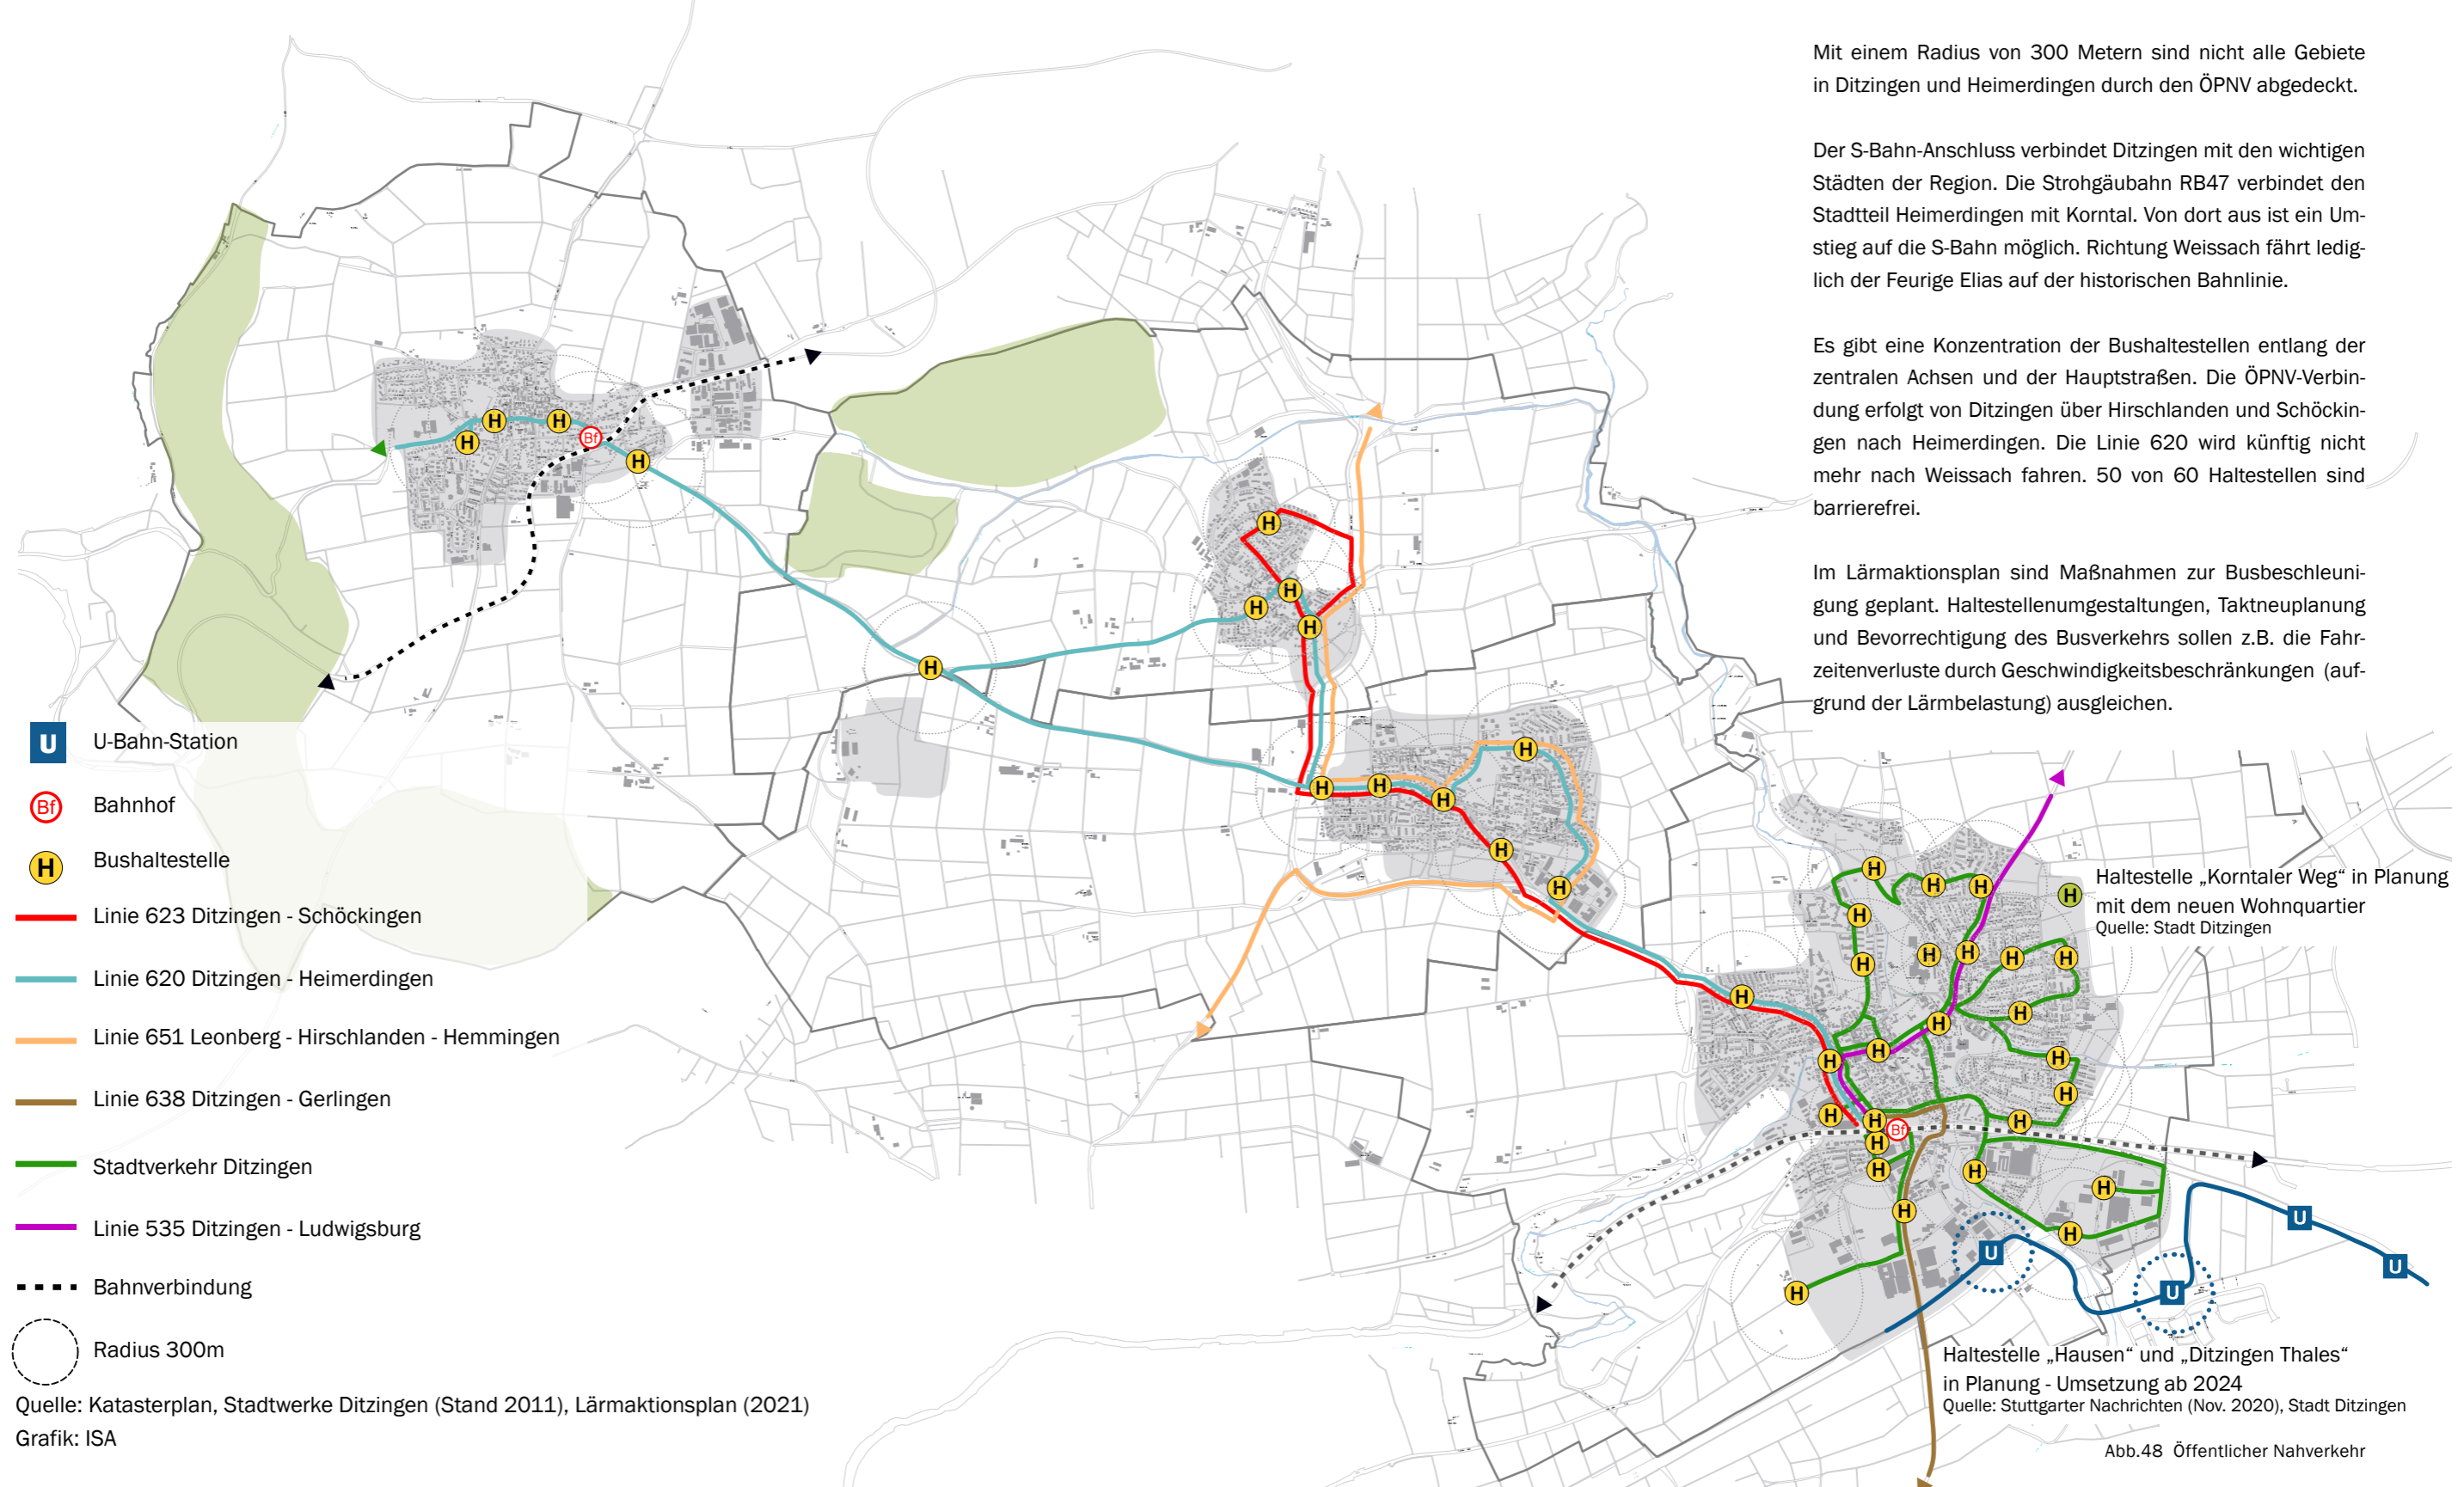 Mit einem Radius von 300 Metern sind nicht alle Gebiete
in Ditzingen und Heimerdingen durch den ÖPNV abgedeckt.
Der S-Bahn-Anschluss verbindet Ditzingen mit den wichtigen
Städten der Region. Die Strohgäubahn RB47 verbindet den
Stadtteil Heimerdingen mit Korntal. Von dort aus ist ein Um-
stieg auf die S-Bahn möglich. Richtung Weissach fährt ledig-
lich der Feurige Elias auf der historischen Bahnlinie.
Es gibt eine Konzentration der Bushaltestellen entlang der
zentralen Achsen und der Hauptstraßen. Die ÖPNV-Verbin-
dung erfolgt von Ditzingen über Hirschlanden und Schöckin-
gen nach Heimerdingen. Die Linie 620 wird künftig nicht
mehr nach Weissach fahren. 50 von 60 Haltestellen sind
barrierefrei.
Im Lärmaktionsplan sind Maßnahmen zur Busbeschleuni-
gung geplant. Haltestellenumgestaltungen, Taktneuplanung
und Bevorrechtigung des Busverkehrs sollen z.B. die Fahr-
zeitenverluste durch Geschwindigkeitsbeschränkungen (auf-
grund der Lärmbelastung) ausgleichen.
U U-Bahn-Station
Bf Bahnhof
H Bushaltestelle
Linie 623 Ditzingen - Schöckingen
Linie 620 Ditzingen - Heimerdingen
Linie 651 Leonberg - Hirschlanden - Hemmingen
Linie 638 Ditzingen - Gerlingen
Stadtverkehr Ditzingen
Linie 535 Ditzingen - Ludwigsburg
Bahnverbindung
Radius 300m
Quelle: Katasterplan, Stadtwerke Ditzingen (Stand 2011), Lärmaktionsplan (2021)
Grafik: ISA
Haltestelle „Korntaler Weg“ in Planung
mit dem neuen Wohnquartier
Quelle: Stadt Ditzingen
Haltestelle „Hausen“ und „Ditzingen Thales“
in Planung - Umsetzung ab 2024
Quelle: Stuttgarter Nachrichten (Nov. 2020), Stadt Ditzingen
Abb.48 Öffentlicher Nahverkehr